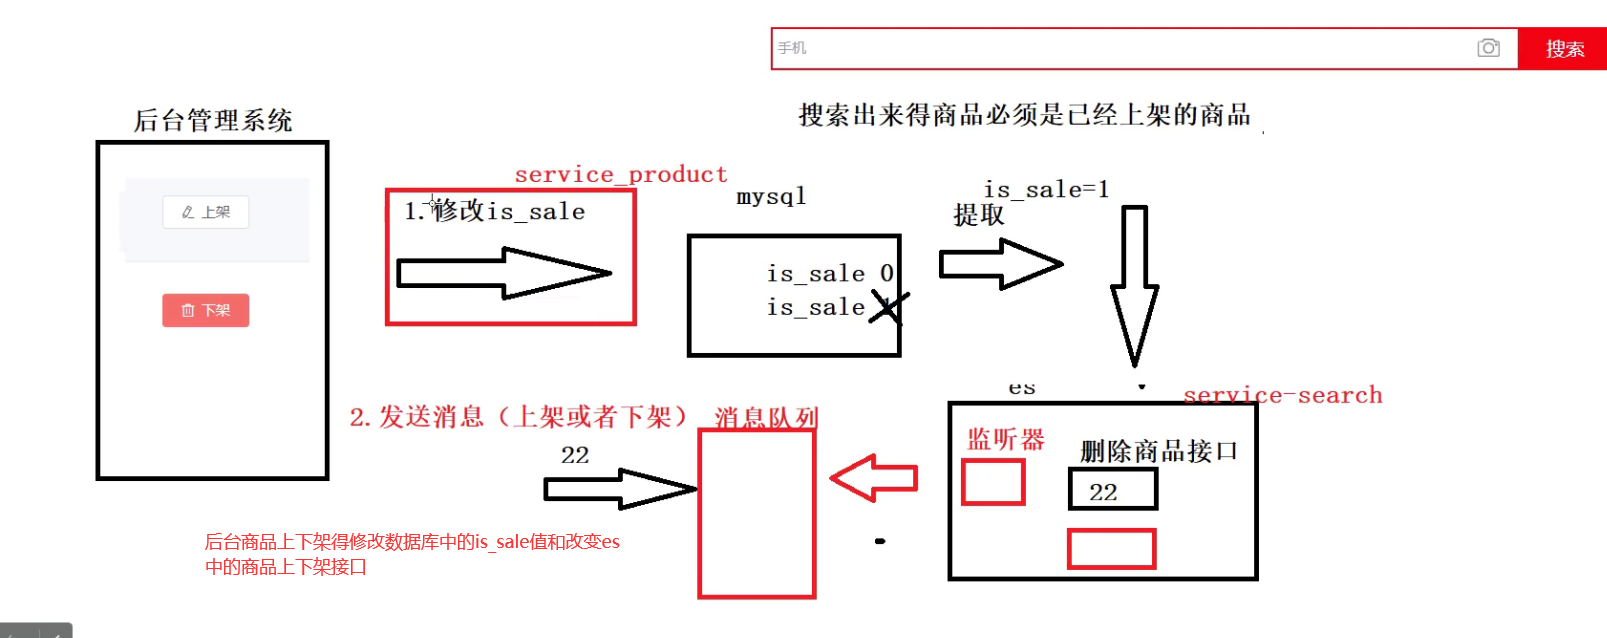 手机
搜索
搜索出来得商品必须是已经上架的商品
后台管理系统
上架
下架
service_product
1.修改is_sale
mysql
is_sale 0
is_sale
is_sale=1
提取
2.发送消息（上架或者下架）
消息队列
22
es
service-search
监听器
删除商品接口
22
后台商品上下架得修改数据库中的is_sale值和改变es
中的商品上下架接口